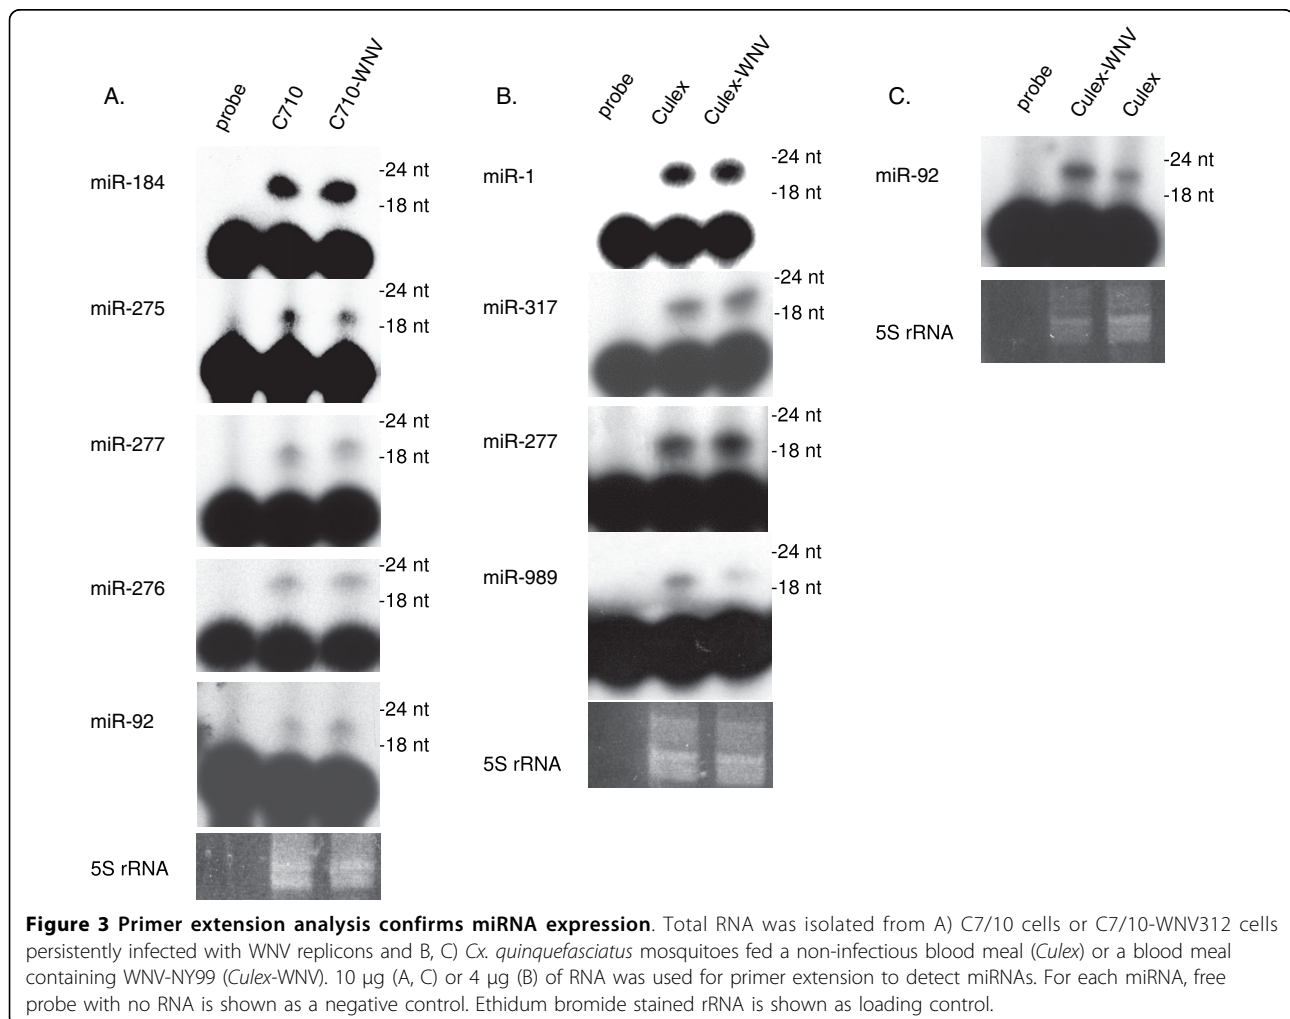 A.
probe
C710
C710-WNV
miR-184
-24 nt
-18 nt
miR-275
-24 nt
-18 nt
miR-277
-24 nt
-18 nt
miR-276
-24 nt
-18 nt
miR-92
-24 nt
-18 nt
5S rRNA
B.
probe
Culex
Culex-WNV
miR-1
-24 nt
-18 nt
miR-317
-24 nt
-18 nt
miR-277
-24 nt
-18 nt
miR-989
-24 nt
-18 nt
5S rRNA
C.
probe
Culex-WNV
Culex
miR-92
-24 nt
-18 nt
5S rRNA
Figure 3 Primer extension analysis confirms miRNA expression. Total RNA was isolated from A) C7/10 cells or C7/10-WNV312 cells
persistently infected with WNV replicons and B, C) Cx. quinquefasciatus mosquitoes fed a non-infectious blood meal (Culex) or a blood meal
containing WNV-NY99 (Culex-WNV). 10 μg (A, C) or 4 μg (B) of RNA was used for primer extension to detect miRNAs. For each miRNA, free
probe with no RNA is shown as a negative control. Ethidum bromide stained rRNA is shown as loading control.